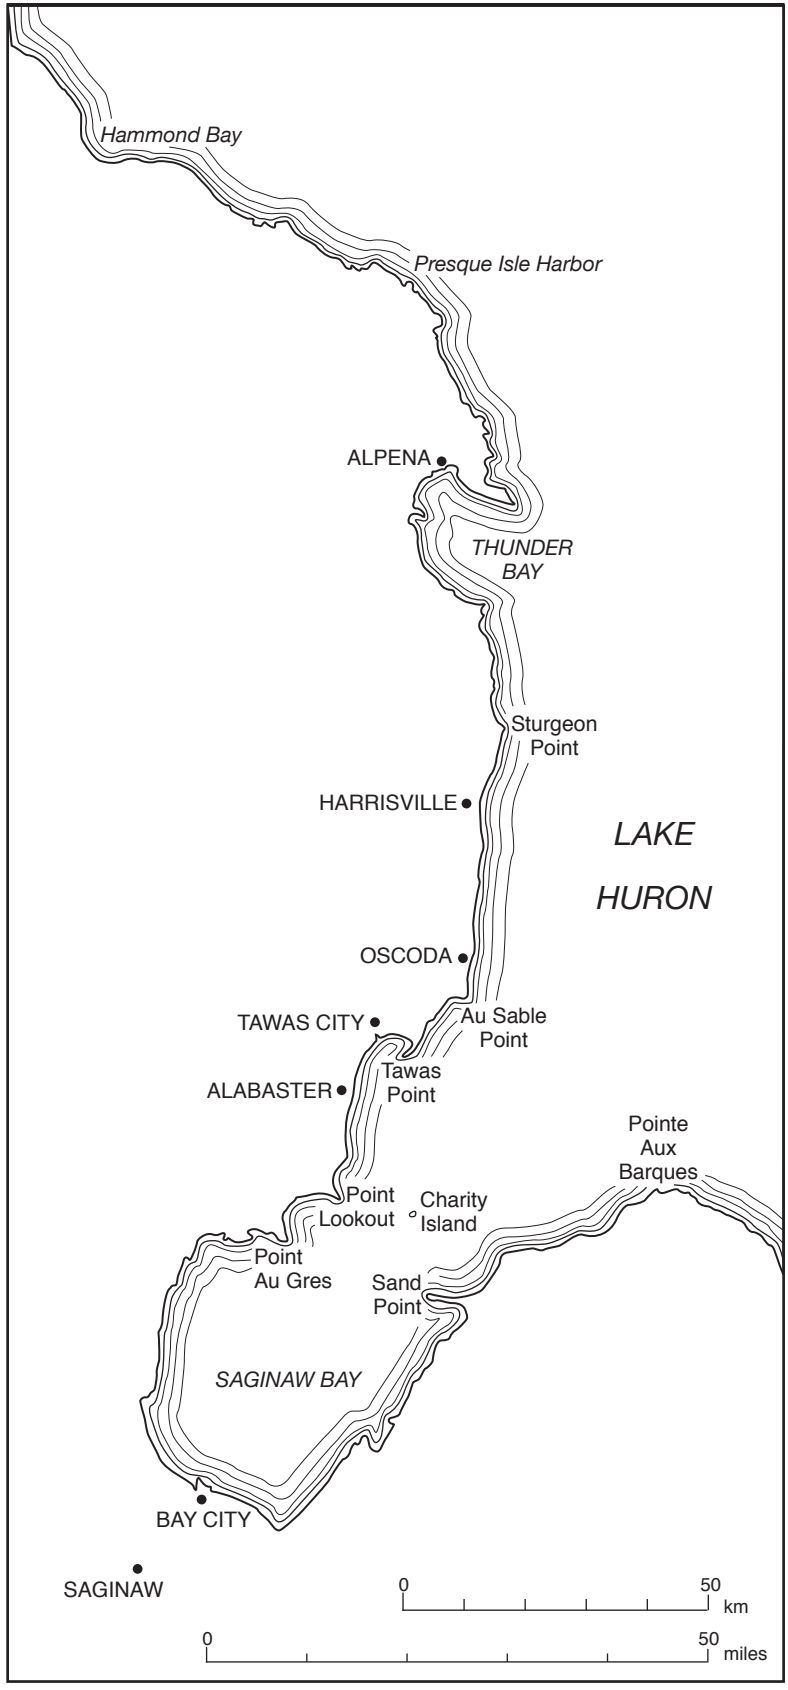 Hammond Bay
Presque Isle Harbor
ALPENA
THUNDER
BAY
Sturgeon
Point
HARRISVILLE
LAKE
HURON
OSCODA
TAWAS CITY
Au Sable
Point
Tawas
Point
ALABASTER
Pointe
Aux
Barques
Point
Lookout
Charity
Island
Point
Au Gres
Sand
Point
SAGINAW BAY
BAY CITY
SAGINAW
0 50
km
0 50
miles